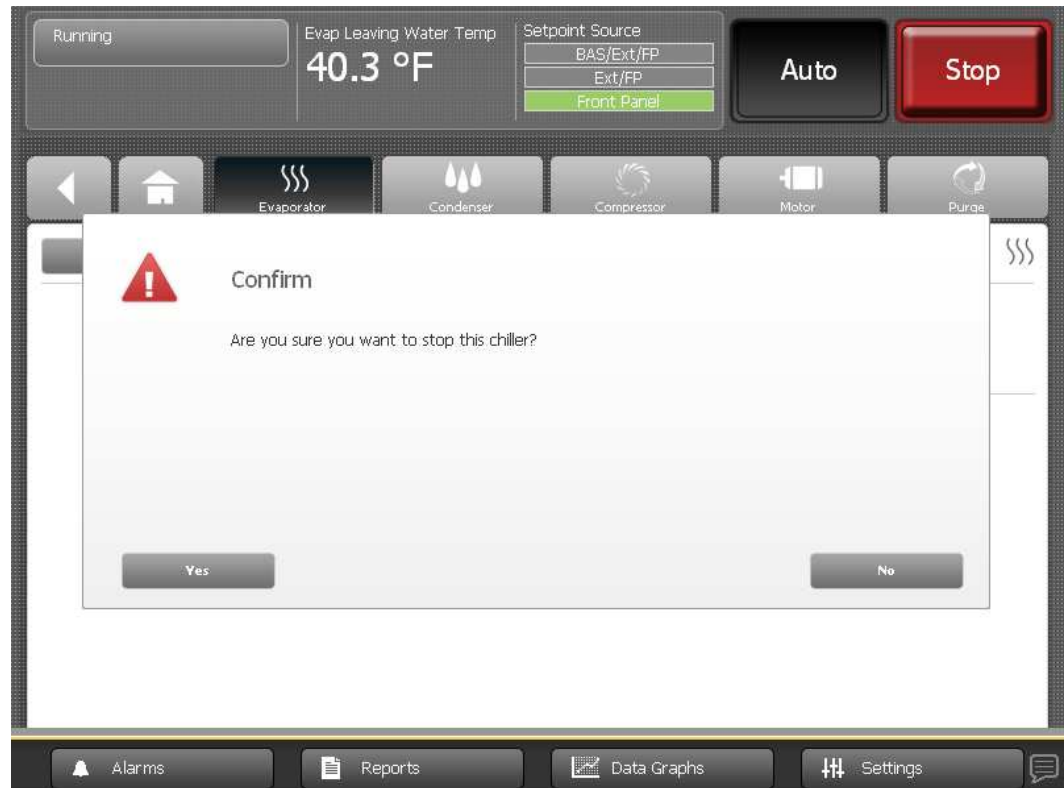 Running
Evap Leaving Water Temp
40.3 °F
Setpoint Source
BAS/Ext/FP
Ext/FP
Front Panel
Auto
Stop
Evaporator
Condenser
Compressor
Motor
Purge
Confirm
Are you sure you want to stop this chiller?
Yes
No
Alarms
Reports
Data Graphs
Settings